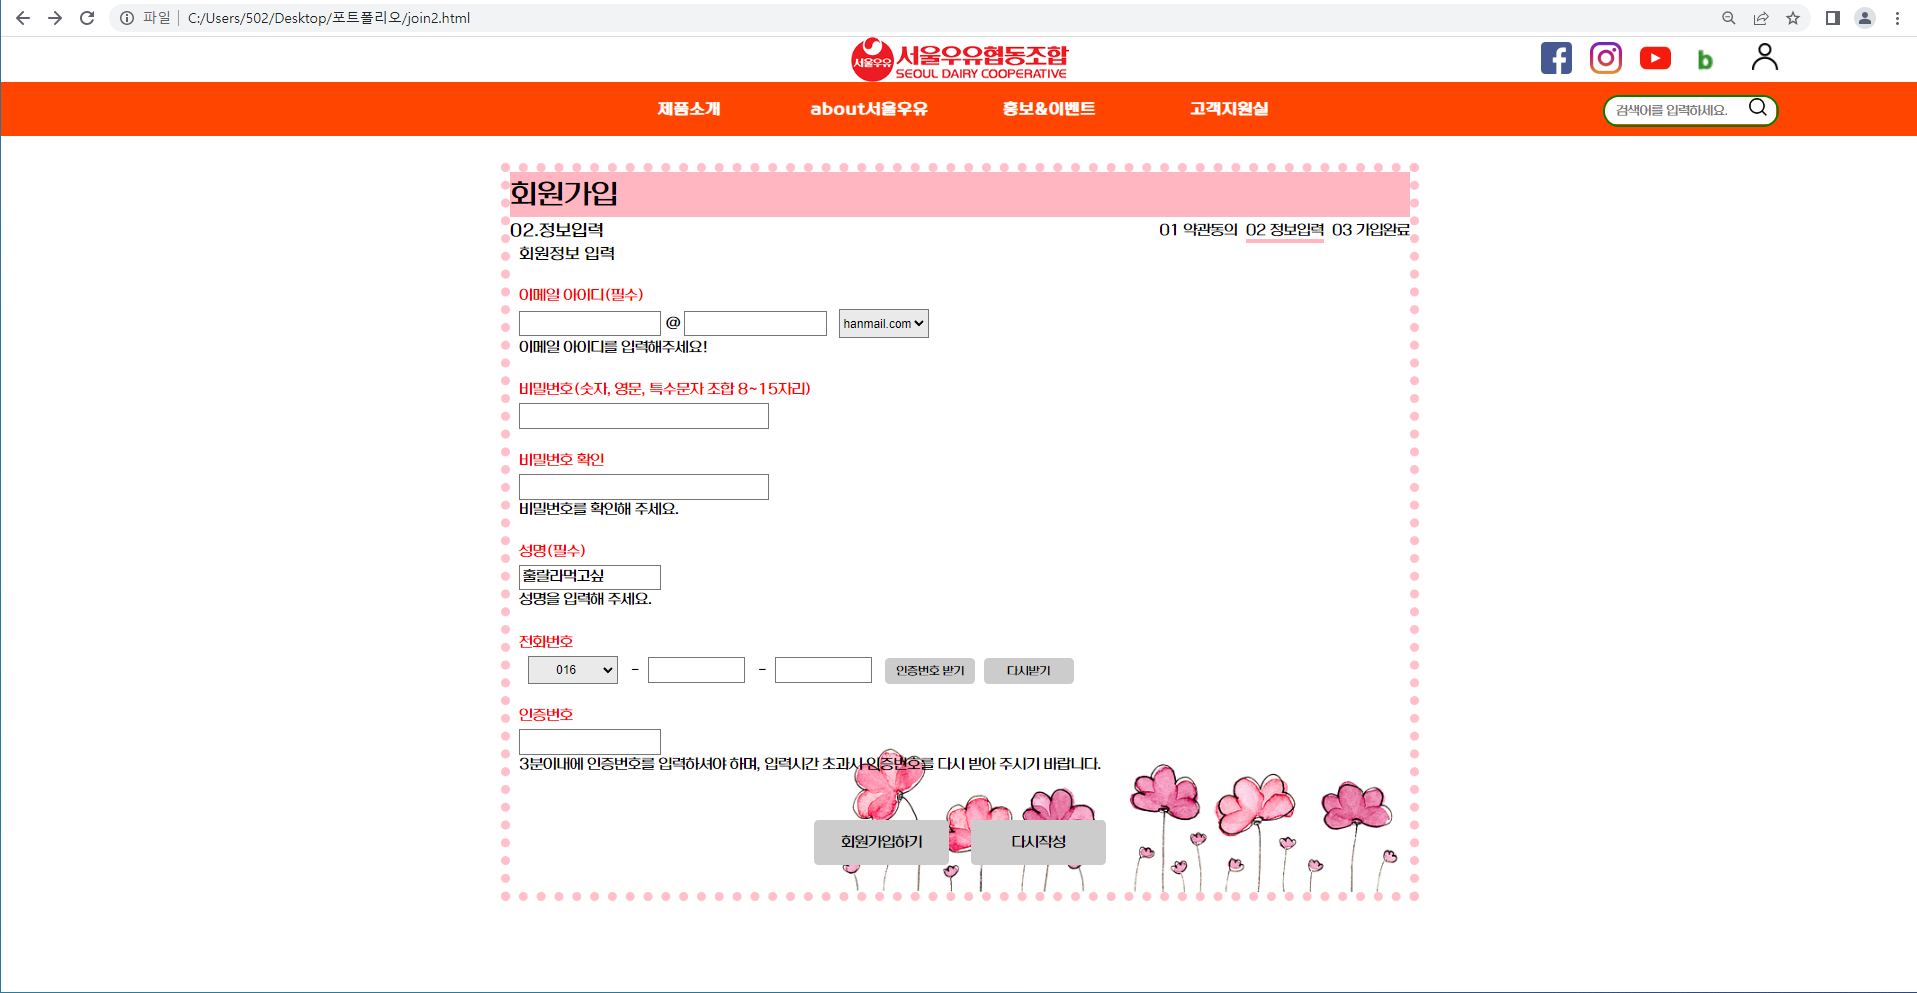 파일 C:/Users/502/Desktop/포트폴리오/join2.html
서울우유 서울우유협동조합
SEOUL DAIRY COOPERATIVE
b
제품소개 about서울우유 홍보&이벤트 고객지원실 검색어를 입력하세요.
회원가입
02.정보입력 01 약관동의 02 정보입력 03 가입완료
회원정보 입력
이메일 아이디(필수)
@ hanmail.com
이메일 아이디를 입력해주세요!
비밀번호(숫자, 영문, 특수문자 조합 8~15자리)
비밀번호 확인
비밀번호를 확인해 주세요.
성명(필수)
훌랄라먹고싶
성명을 입력해 주세요.
전화번호
016 - - 인증번호 받기 다시받기
인증번호
3분이내에 인증번호를 입력하셔야 하며, 입력시간 초과시 인증번호를 다시 받아 주시기 바랍니다.
회원가입하기 다시작성